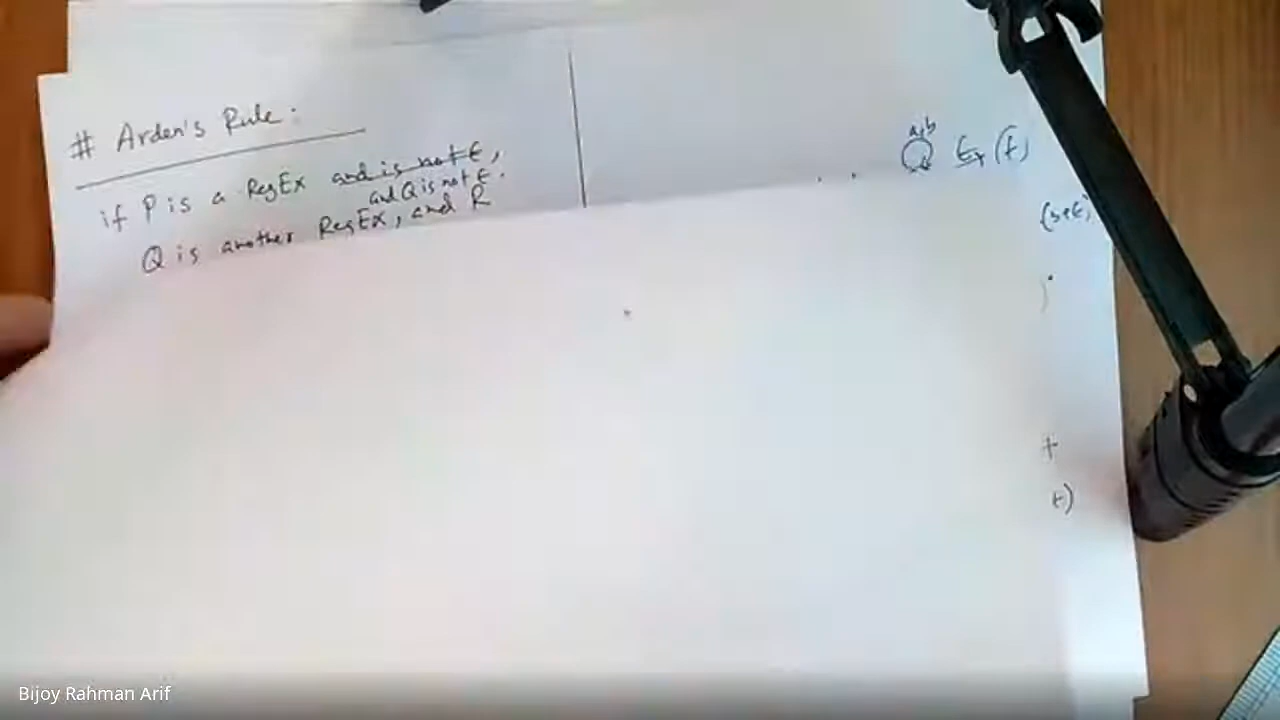 # Arden's Rule:
if P is a RegEx and is not ε,
and Q is not ε.
Q is another RegEx, and R
a,b
+
Bijoy Rahman Arif